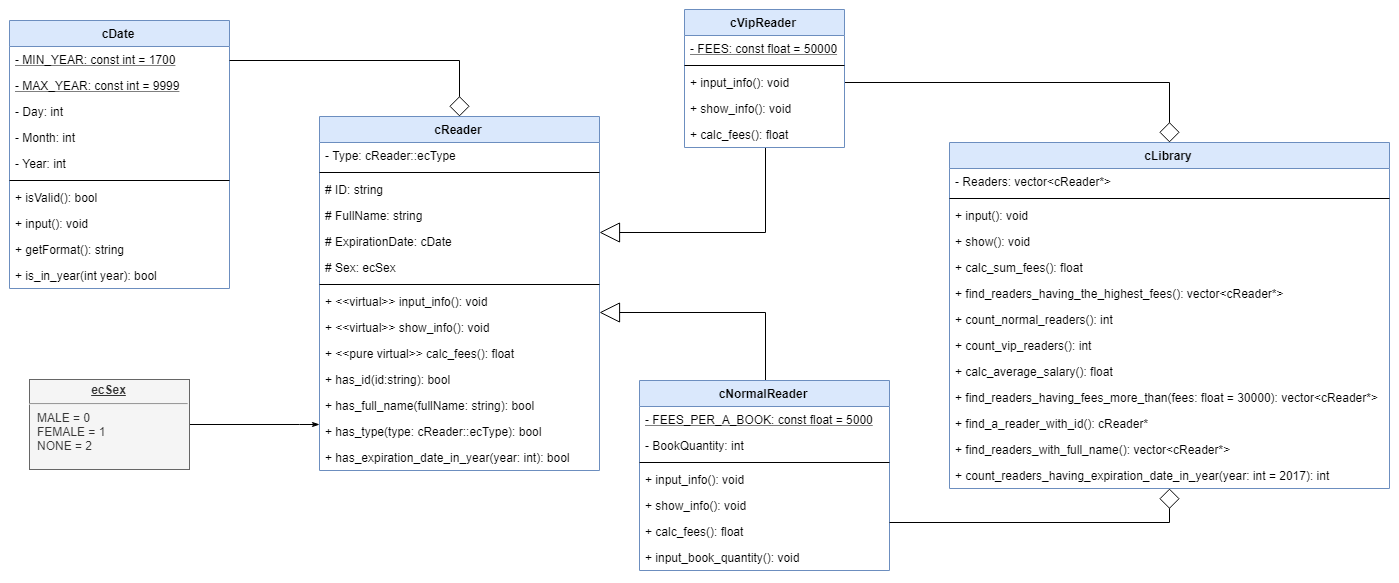 cDate
- MIN_YEAR: const int = 1700
- MAX_YEAR: const int = 9999
- Day: int
- Month: int
- Year: int
+ isValid(): bool
+ input(): void
+ getFormat(): string
+ is_in_year(int year): bool
ecSex
MALE = 0
FEMALE = 1
NONE = 2
cReader
- Type: cReader::ecType
# ID: string
# FullName: string
# ExpirationDate: cDate
# Sex: ecSex
+ <<virtual>> input_info(): void
+ <<virtual>> show_info(): void
+ <<pure virtual>> calc_fees(): float
+ has_id(id:string): bool
+ has_full_name(fullName: string): bool
+ has_type(type: cReader::ecType): bool
+ has_expiration_date_in_year(year: int): bool
cVipReader
- FEES: const float = 50000
+ input_info(): void
+ show_info(): void
+ calc_fees(): float
cNormalReader
- FEES_PER_A_BOOK: const float = 5000
- BookQuantity: int
+ input_info(): void
+ show_info(): void
+ calc_fees(): float
+ input_book_quantity(): void
cLibrary
- Readers: vector<cReader*>
+ input(): void
+ show(): void
+ calc_sum_fees(): float
+ find_readers_having_the_highest_fees(): vector<cReader*>
+ count_normal_readers(): int
+ count_vip_readers(): int
+ calc_average_salary(): float
+ find_readers_having_fees_more_than(fees: float = 30000): vector<cReader*>
+ find_a_reader_with_id(): cReader*
+ find_readers_with_full_name(): vector<cReader*>
+ count_readers_having_expiration_date_in_year(year: int = 2017): int